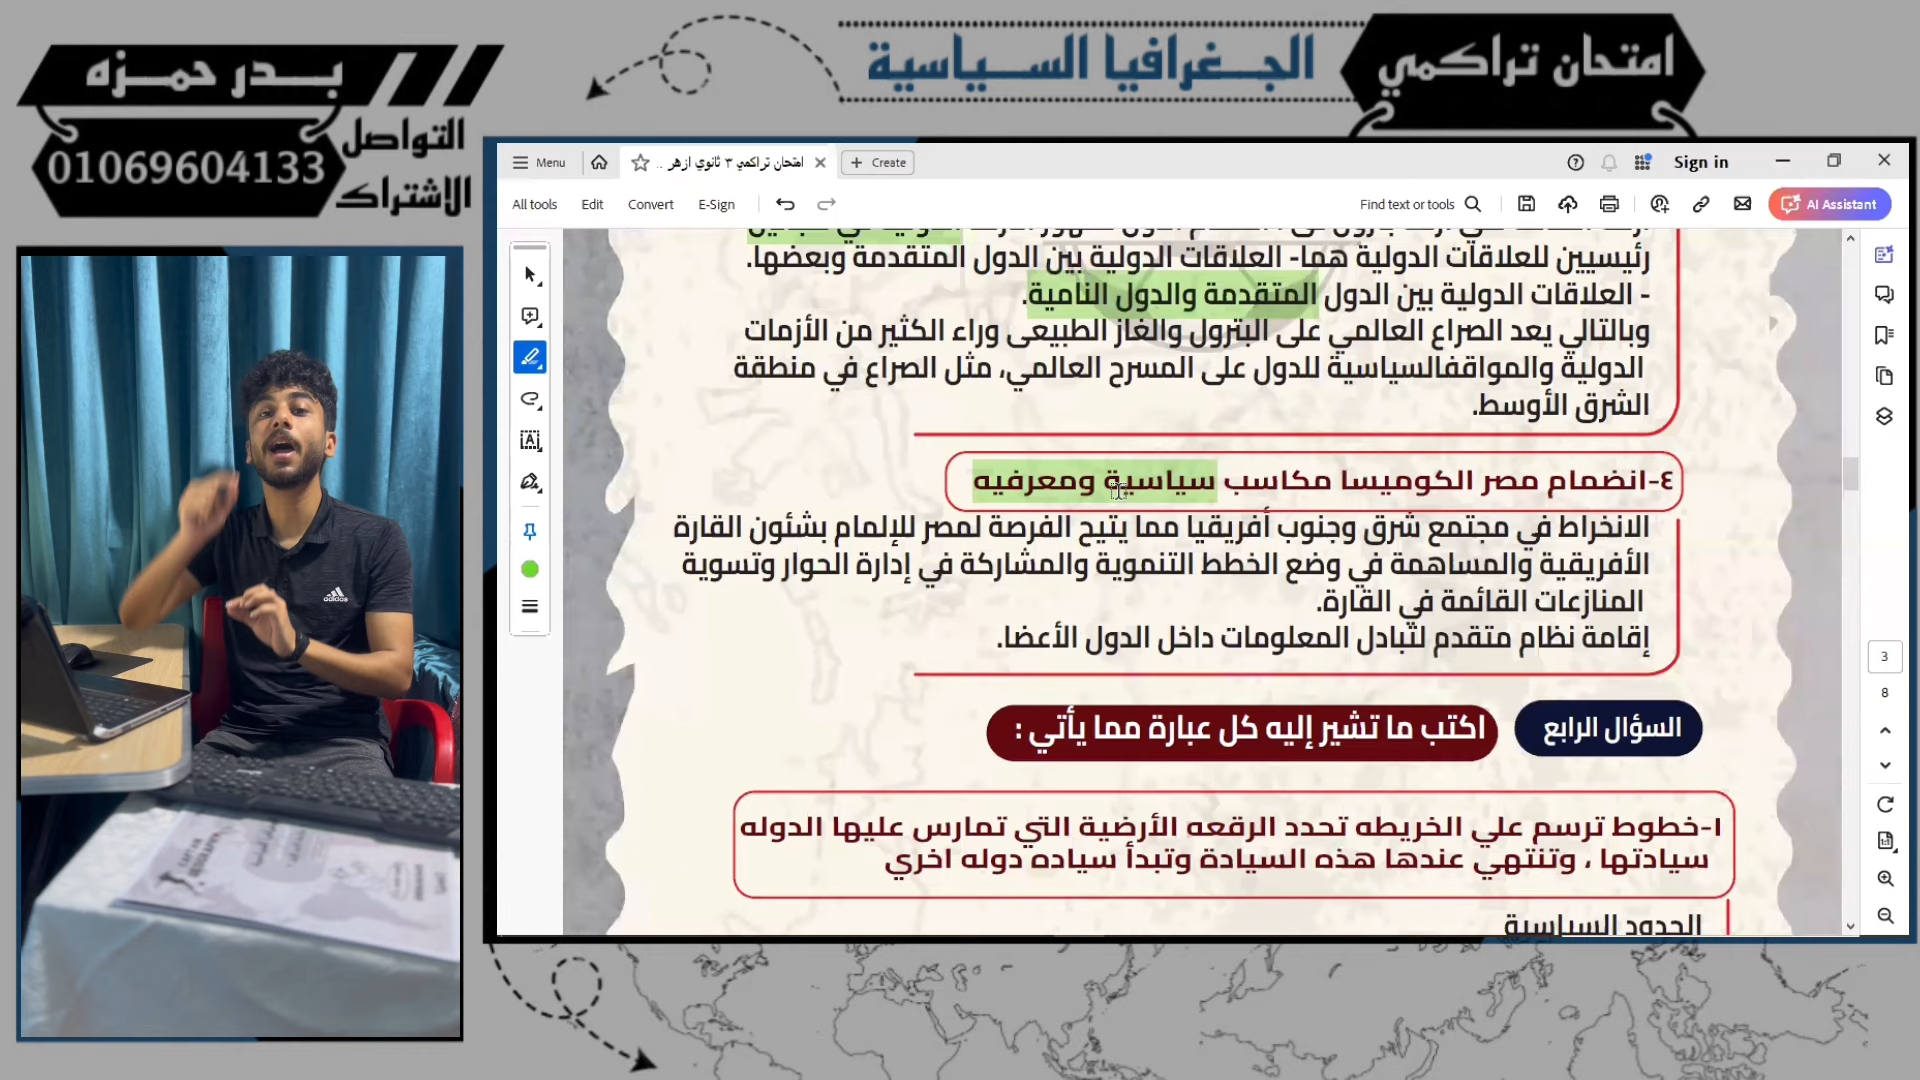 امتحان تراكمي
الجغرافيا السياسية
بدر حمزه
التواصل
01069604133
الإشتراك
Menu
امتحان تراكمي ٣ ثانوي ازهر ..
Create
Sign in
All tools
Edit
Convert
E-Sign
Find text or tools
AI Assistant
رئيسيين للعلاقات الدولية هما- العلاقات الدولية بين الدول المتقدمة وبعضها.
- العلاقات الدولية بين الدول المتقدمة والدول النامية.
وبالتالي يعد الصراع العالمي على البترول والغاز الطبيعى وراء الكثير من الأزمات
الدولية والمواقفالسياسية للدول على المسرح العالمي، مثل الصراع في منطقة
الشرق الأوسط.
٤-انضمام مصر الكوميسا مكاسب سياسية ومعرفيه
الانخراط في مجتمع شرق وجنوب أفريقيا مما يتيح الفرصة لمصر للإلمام بشئون القارة
الأفريقية والمساهمة في وضع الخطط التنموية والمشاركة في إدارة الحوار وتسوية
المنازعات القائمة في القارة.
إقامة نظام متقدم لتبادل المعلومات داخل الدول الأعضا.
السؤال الرابع
اكتب ما تشير إليه كل عبارة مما يأتي :
١-خطوط ترسم علي الخريطه تحدد الرقعه الأرضية التي تمارس عليها الدوله
سيادتها ، وتنتهي عندها هذه السيادة وتبدأ سياده دوله اخري
الحدود السياسية
3
8
adidas